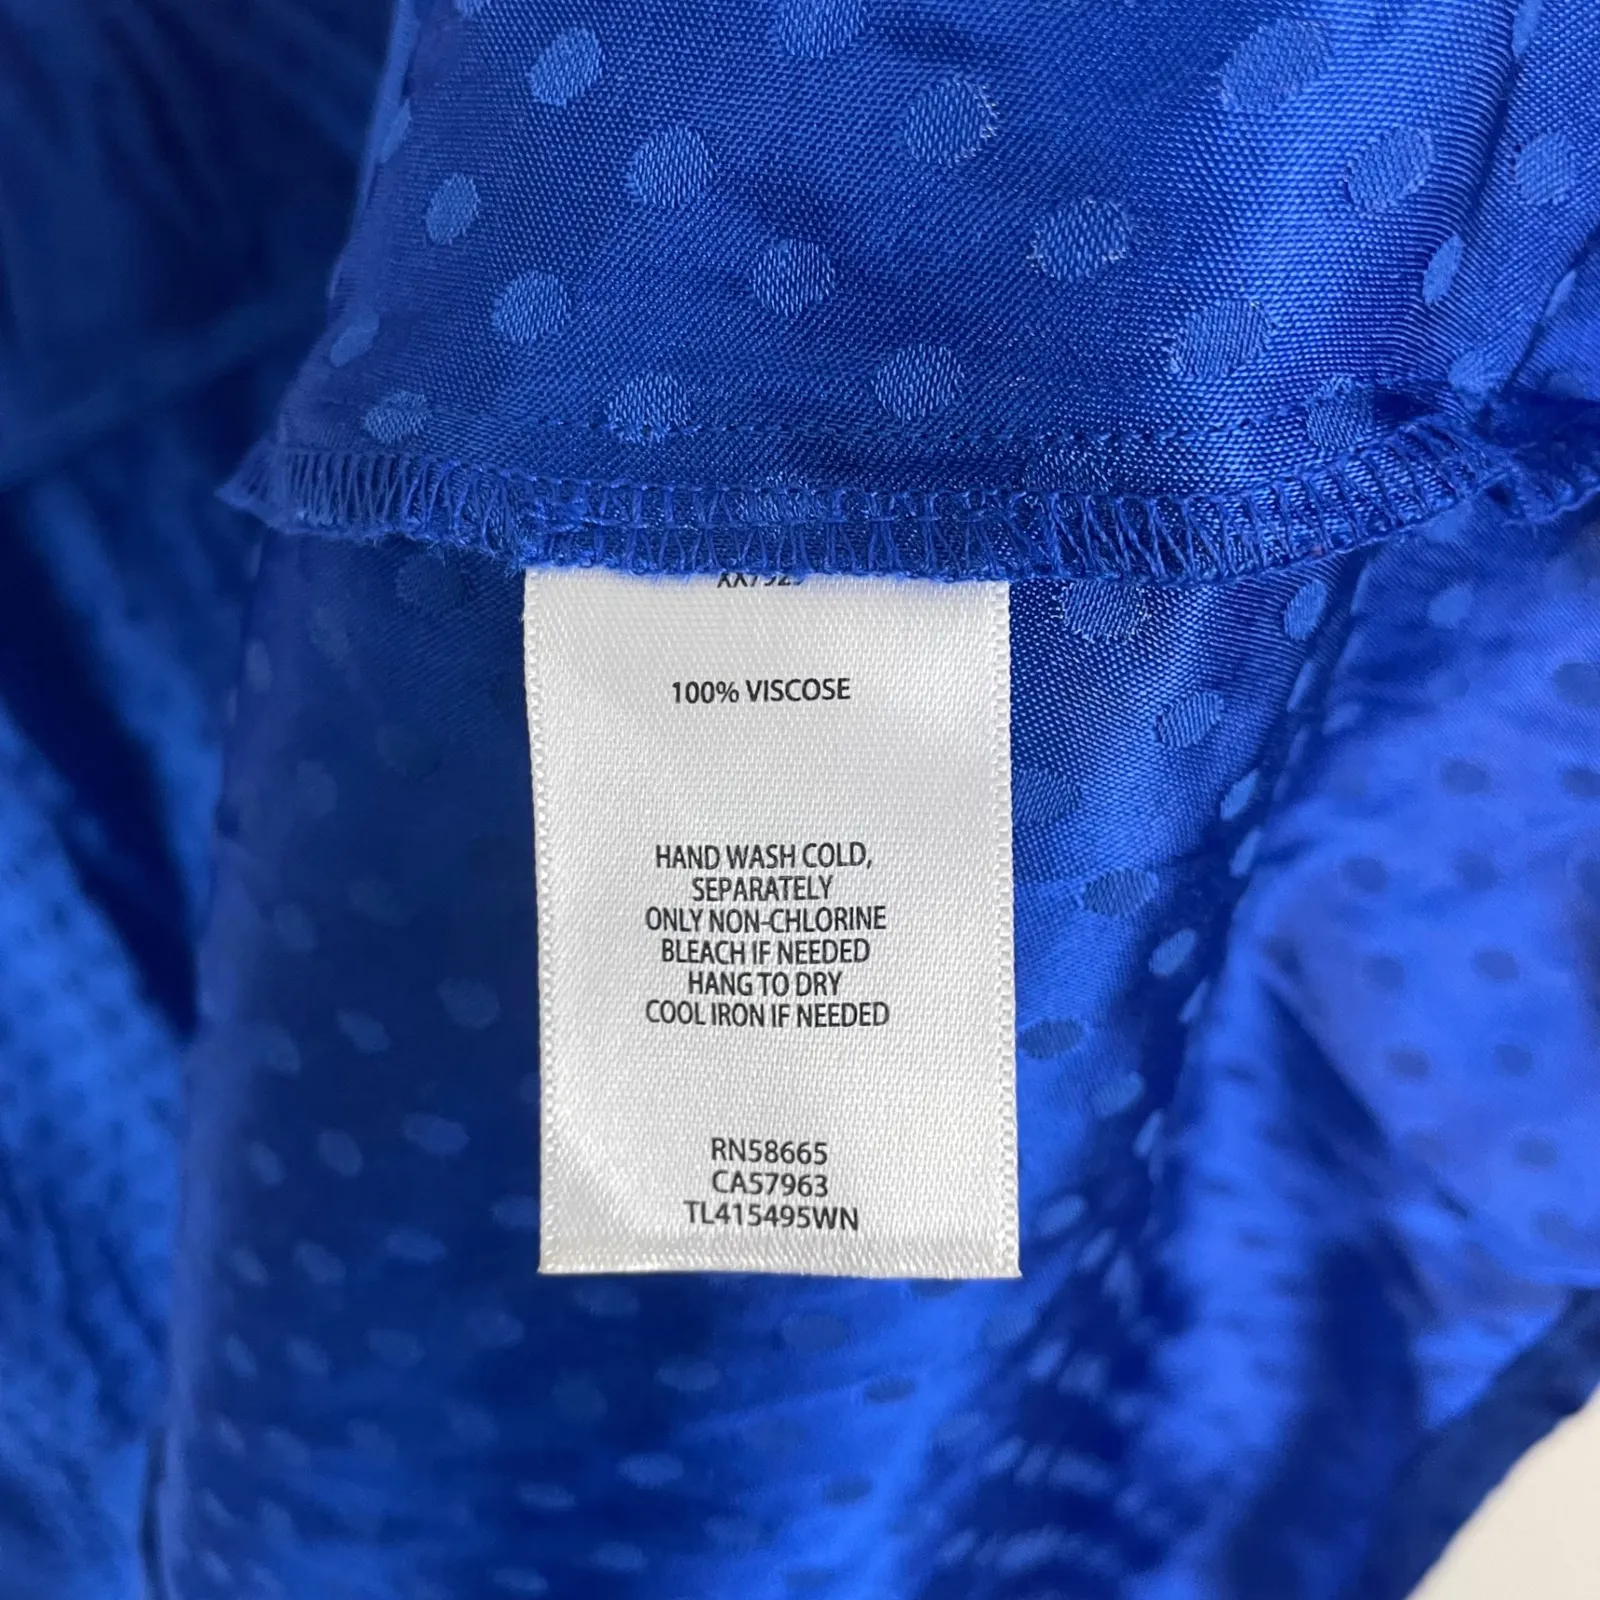 100% VISCOSE
HAND WASH COLD,
SEPARATELY
ONLY NON-CHLORINE
BLEACH IF NEEDED
HANG TO DRY
COOL IRON IF NEEDED
RN58665
CA57963
TL415495WN